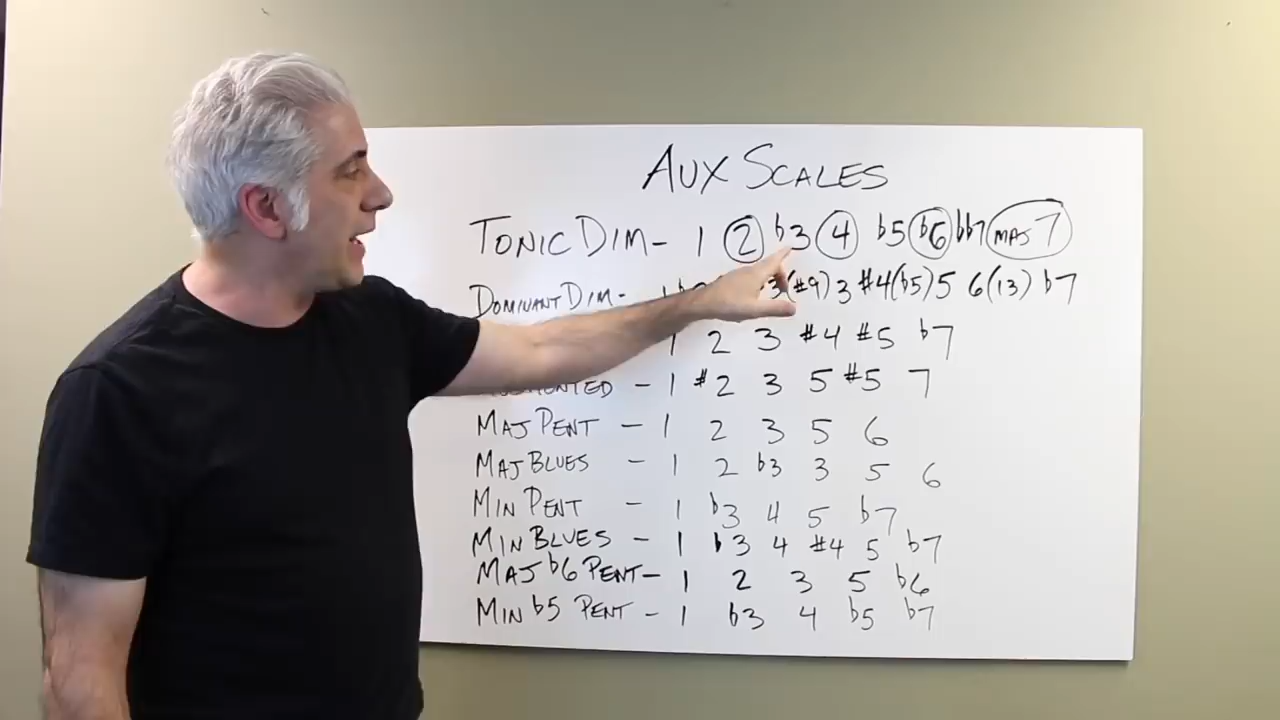 AUX SCALES
TONIC DIM - 1 2 b3 4 b5 b6 bb7 MAJ 7
DOMINANT DIM - 3 (#9) 3 #4 (b5) 5 6 (13) b7
1 2 3 #4 #5 b7
- 1 #2 3 5 #5 7
MAJ PENT - 1 2 3 5 6
MAJ BLUES - 1 2 b3 3 5 6
MIN PENT - 1 b3 4 5 b7
MIN BLUES - 1 b3 4 #4 5 b7
MAJ b6 PENT - 1 2 3 5 b6
MIN b5 PENT - 1 b3 4 b5 b7